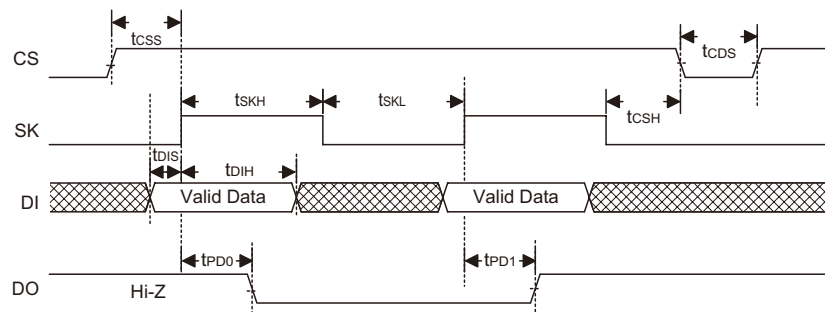 tCSS
CS
tCDS
tSKH
tSKL
tCSH
SK
tDIS
tDIH
DI
Valid Data
Valid Data
tPD0
tPD1
DO
Hi-Z